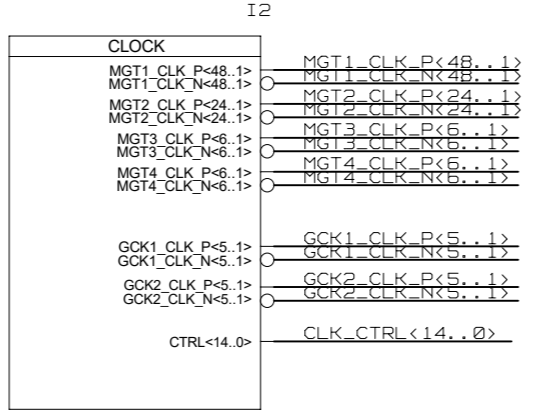 I2
CLOCK
MGT1_CLK_P<48..1> MGT1_CLK_P<48..1>
MGT1_CLK_N<48..1> MGT1_CLK_N<48..1>
MGT2_CLK_P<24..1> MGT2_CLK_P<24..1>
MGT2_CLK_N<24..1> MGT2_CLK_N<24..1>
MGT3_CLK_P<6..1> MGT3_CLK_P<6..1>
MGT3_CLK_N<6..1> MGT3_CLK_N<6..1>
MGT4_CLK_P<6..1> MGT4_CLK_P<6..1>
MGT4_CLK_N<6..1> MGT4_CLK_N<6..1>
GCK1_CLK_P<5..1> GCK1_CLK_P<5..1>
GCK1_CLK_N<5..1> GCK1_CLK_N<5..1>
GCK2_CLK_P<5..1> GCK2_CLK_P<5..1>
GCK2_CLK_N<5..1> GCK2_CLK_N<5..1>
CTRL<14..0> CLK_CTRL<14..0>